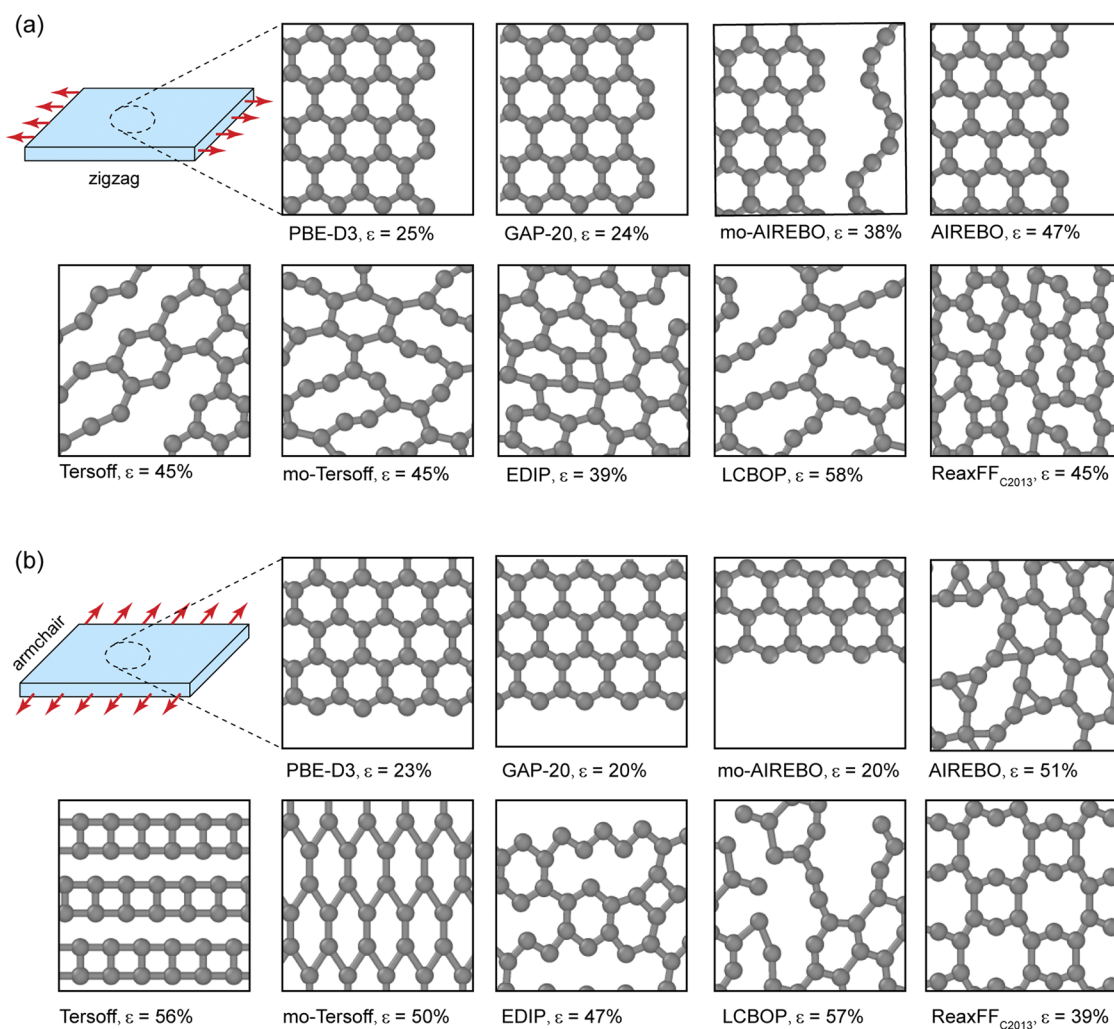 (a)
zigzag
PBE-D3, ε = 25%
GAP-20, ε = 24%
mo-AIREBO, ε = 38%
AIREBO, ε = 47%
Tersoff, ε = 45%
mo-Tersoff, ε = 45%
EDIP, ε = 39%
LCBOP, ε = 58%
ReaxFF_C2013, ε = 45%
(b)
armchair
PBE-D3, ε = 23%
GAP-20, ε = 20%
mo-AIREBO, ε = 20%
AIREBO, ε = 51%
Tersoff, ε = 56%
mo-Tersoff, ε = 50%
EDIP, ε = 47%
LCBOP, ε = 57%
ReaxFF_C2013, ε = 39%